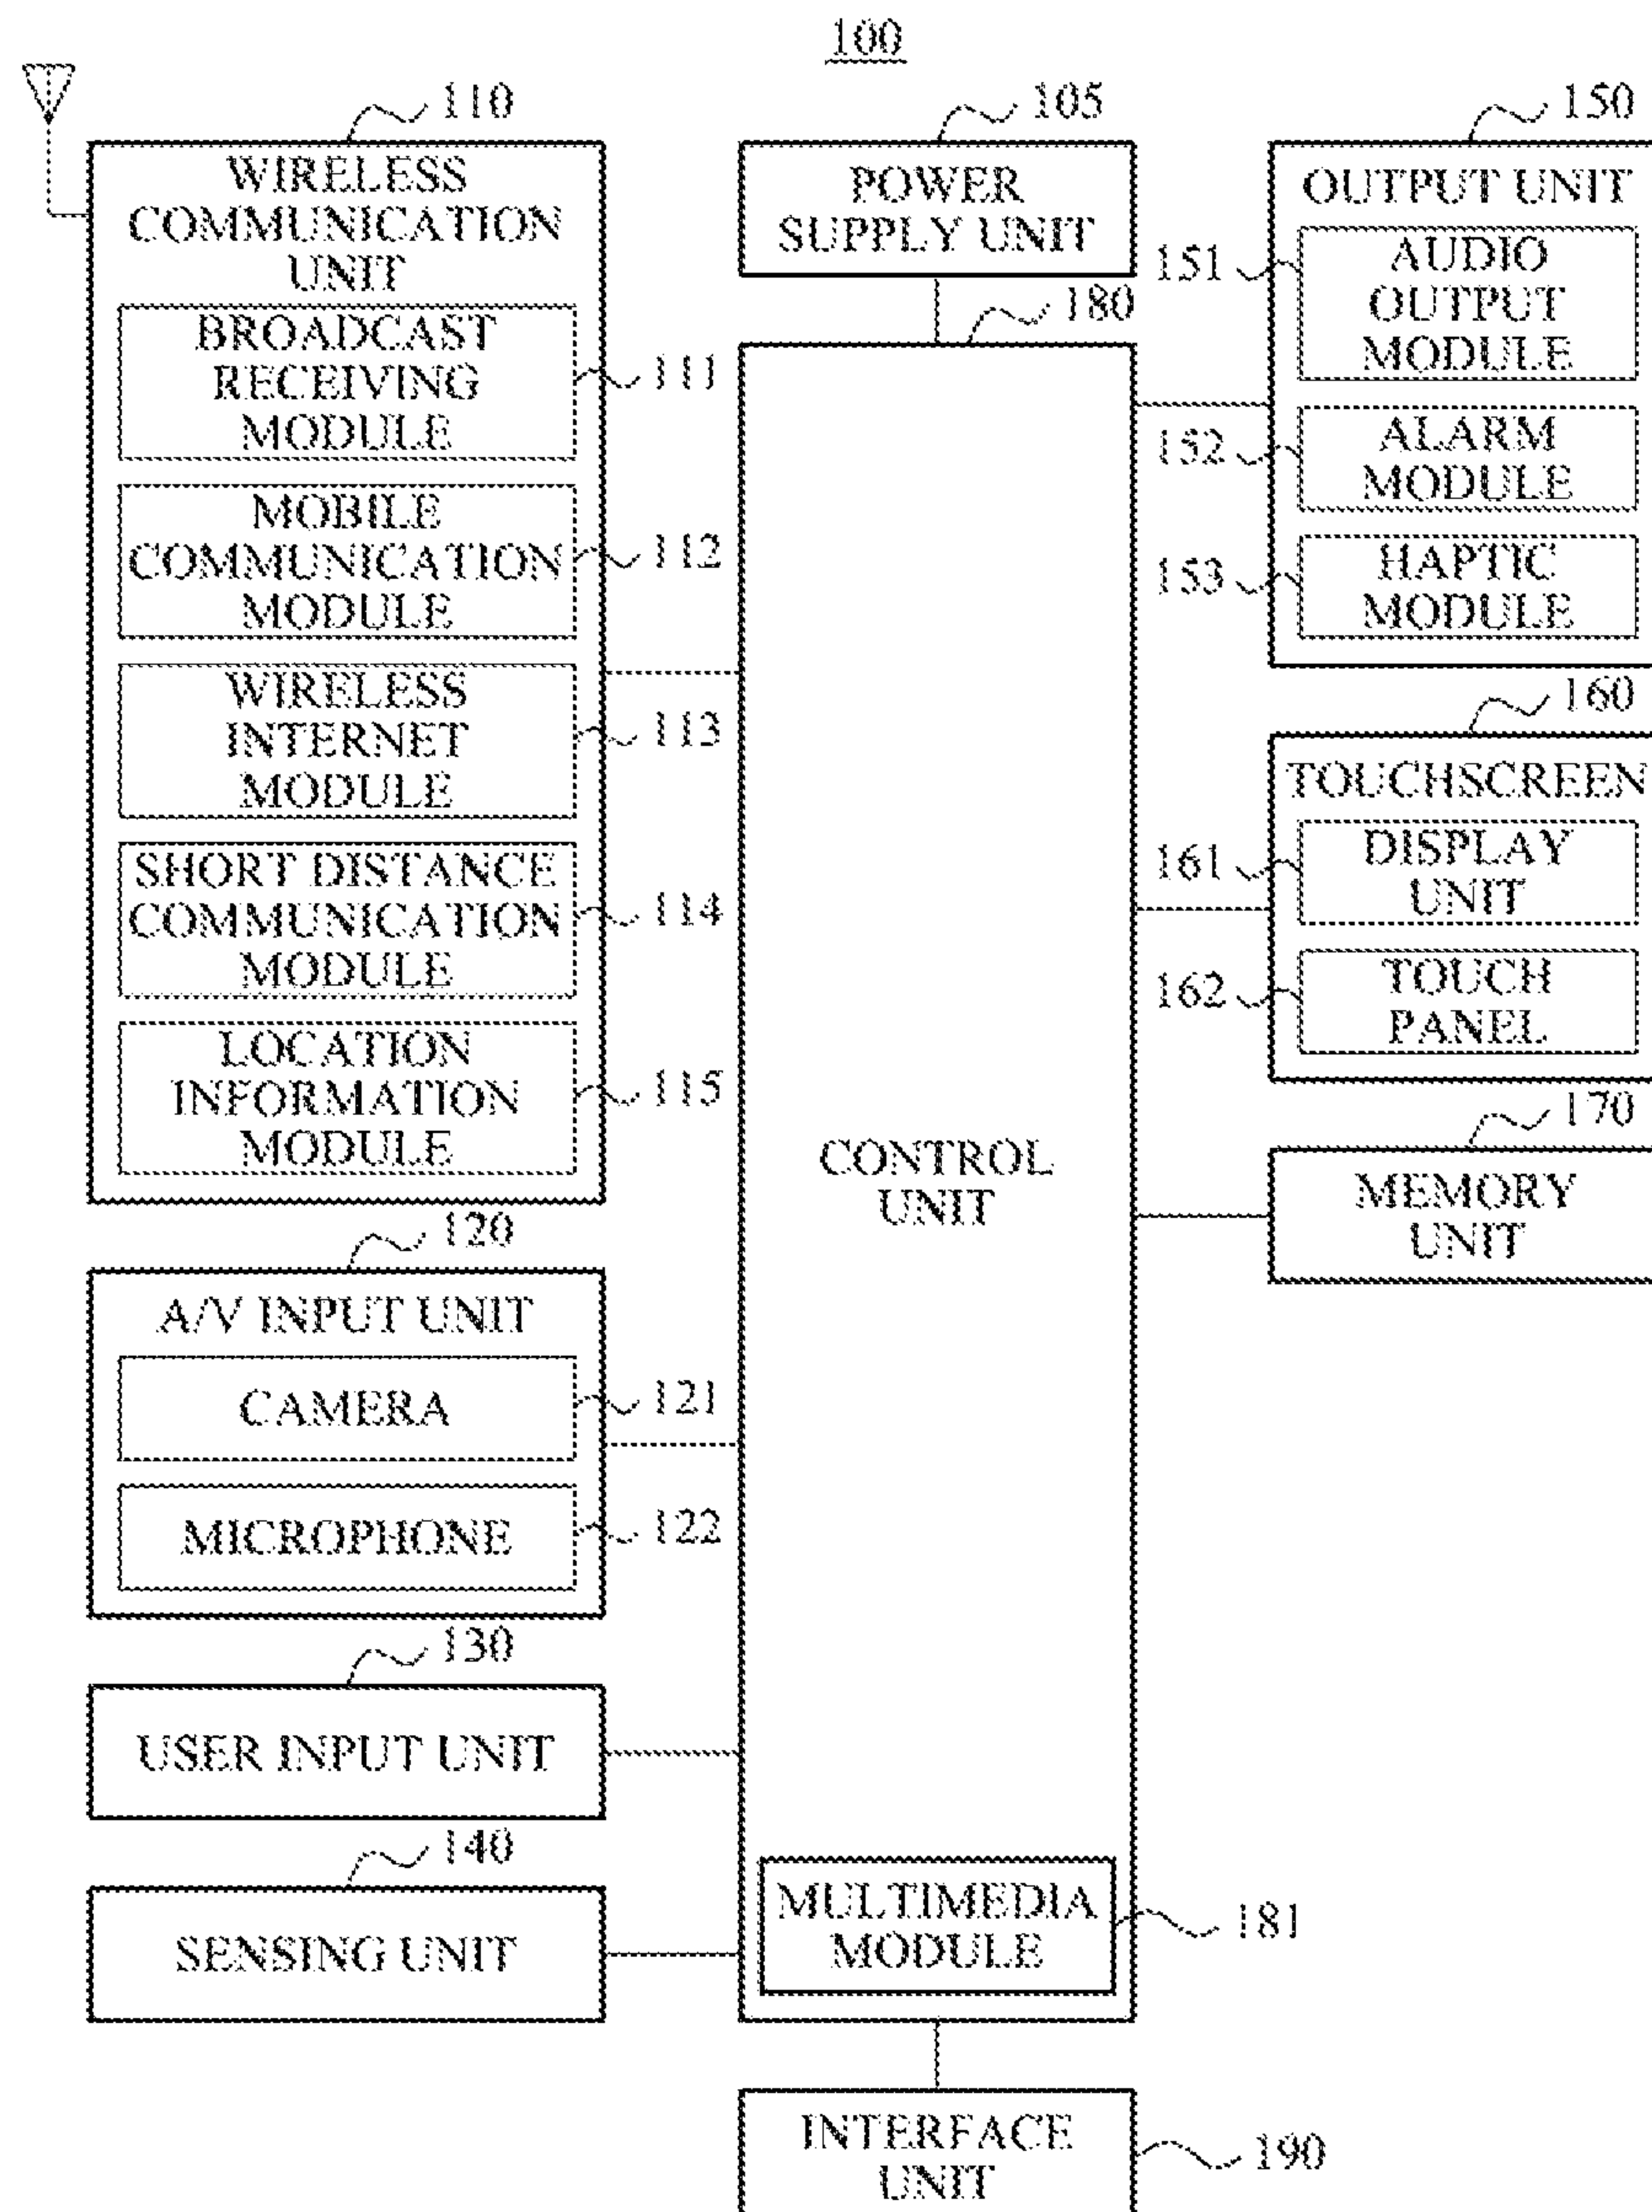 100
110
WIRELESS
COMMUNICATION
UNIT
BROADCAST
RECEIVING
MODULE
111
MOBILE
COMMUNICATION
MODULE
112
WIRELESS
INTERNET
MODULE
113
SHORT DISTANCE
COMMUNICATION
MODULE
114
LOCATION
INFORMATION
MODULE
115
120
A/V INPUT UNIT
CAMERA
121
MICROPHONE
122
130
USER INPUT UNIT
140
SENSING UNIT
105
POWER
SUPPLY UNIT
180
CONTROL
UNIT
MULTIMEDIA
MODULE
181
INTERFACE
UNIT
190
150
OUTPUT UNIT
151
AUDIO
OUTPUT
MODULE
152
ALARM
MODULE
153
HAPTIC
MODULE
160
TOUCHSCREEN
161
DISPLAY
UNIT
162
TOUCH
PANEL
170
MEMORY
UNIT